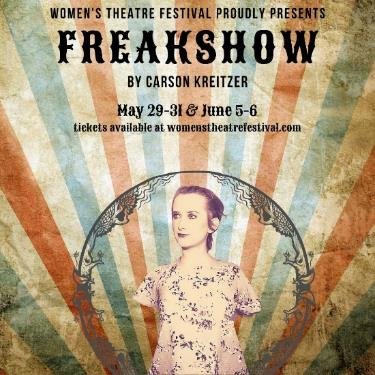 WOMEN'S THEATRE FESTIVAL PROUDLY PRESENTS
FREAKSHOW
BY CARSON KREITZER
May 29-31 & June 5-6
tickets available at womenstheatrefestival.com